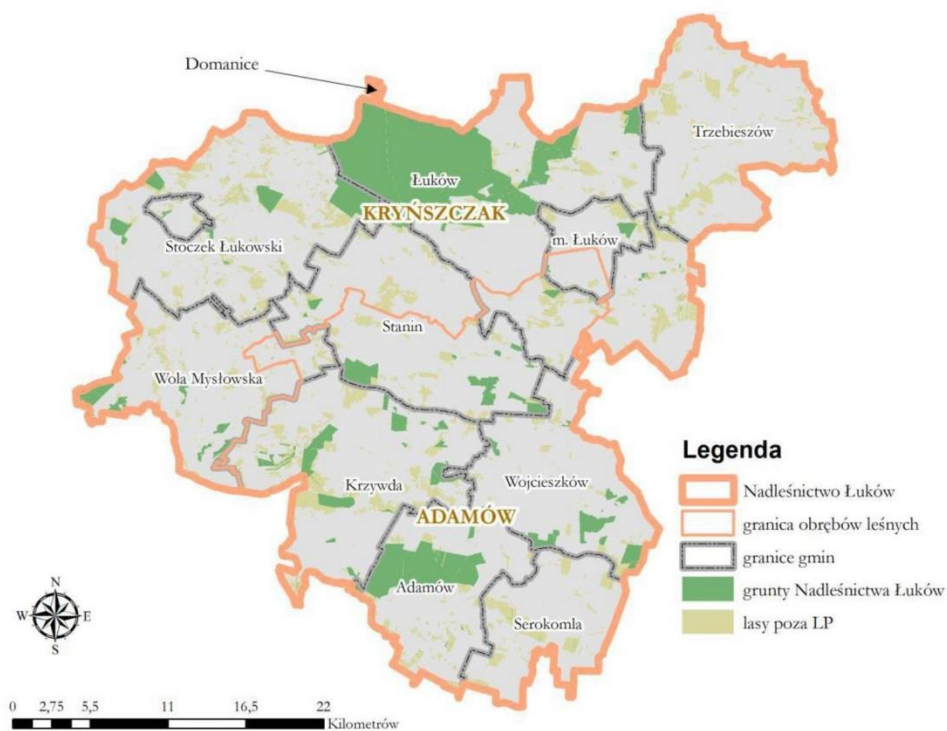 Domanice
Trzebieszów
Łuków
KRYŃSZCZAK
m. Łuków
Stoczek Łukowski
Stanin
Wola Mysłowska
Legenda
Nadleśnictwo Łuków
granica obrębów leśnych
granice gmin
grunty Nadleśnictwa Łuków
lasy poza LP
Krzywda
Wojcieszków
ADAMÓW
Adamów
Serokomla
N
W E
S
0 2,75 5,5 11 16,5 22
Kilometrów